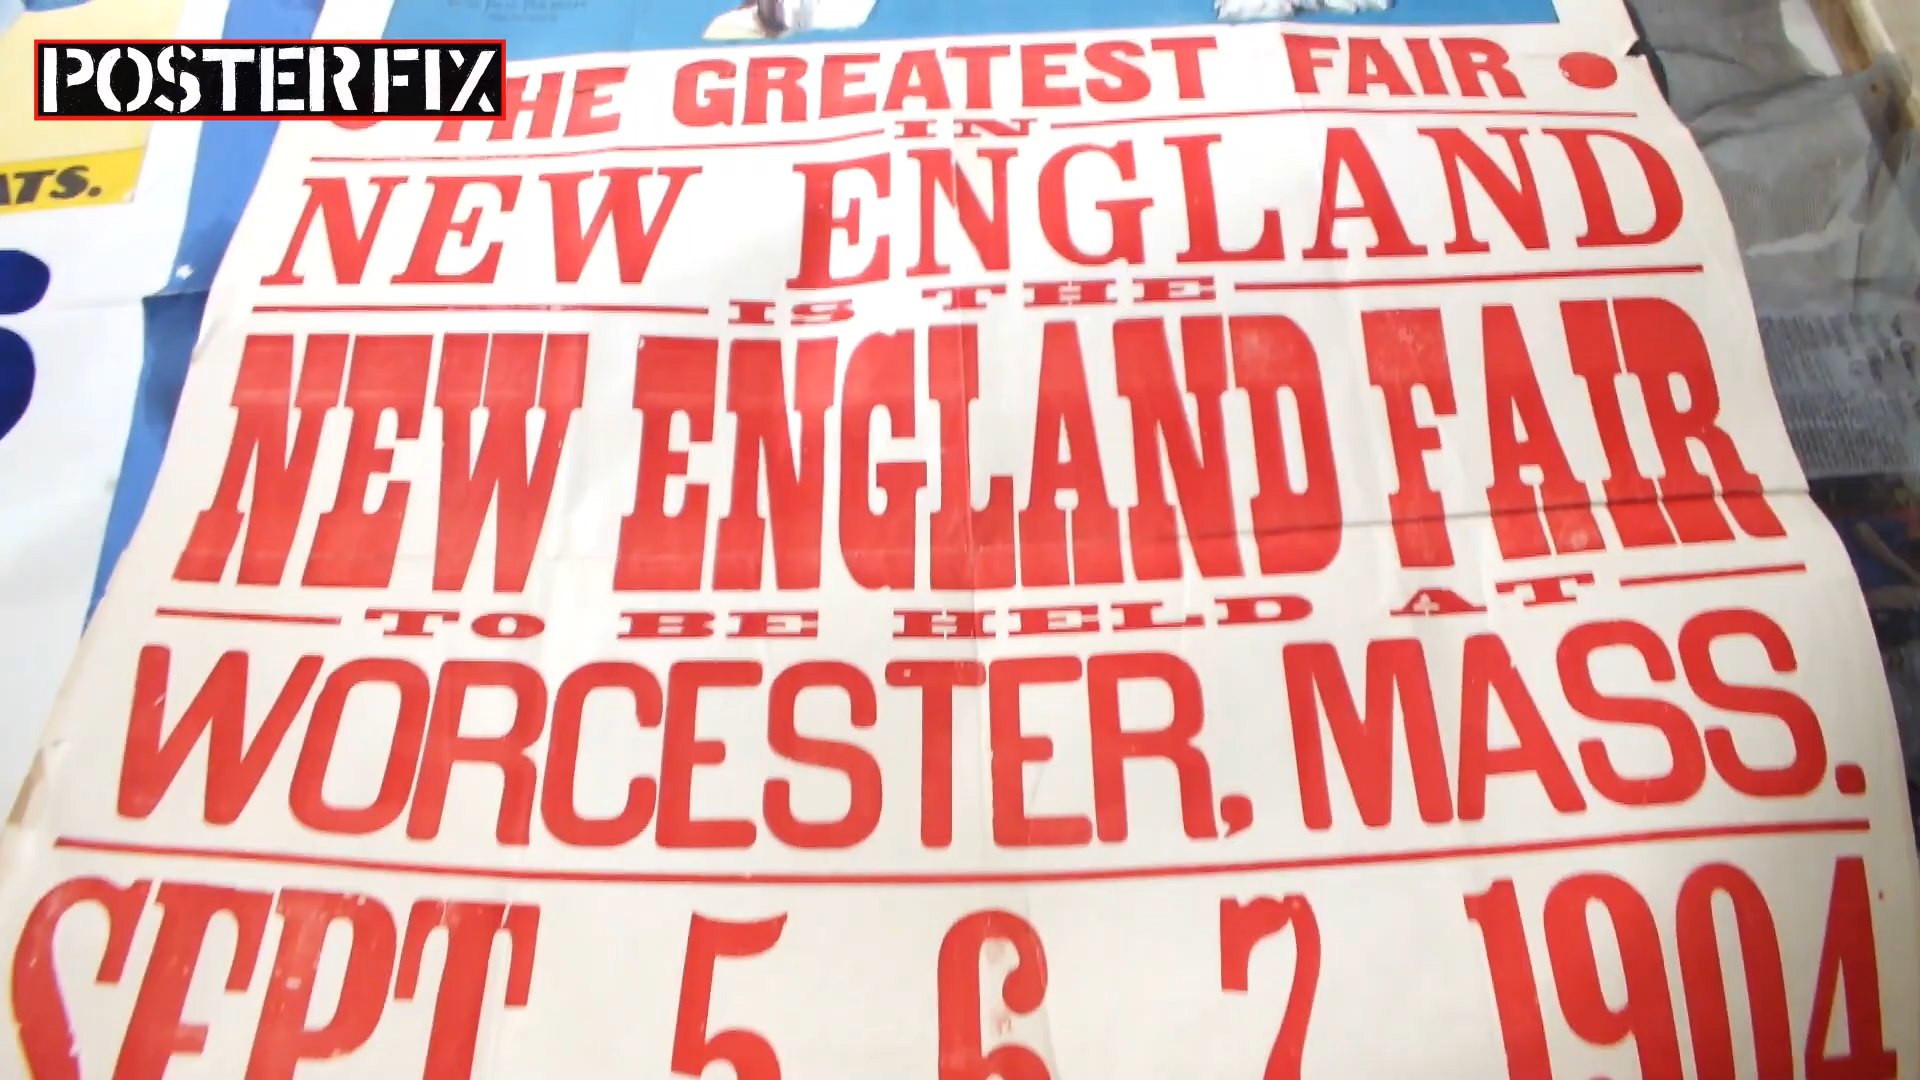 POSTERFIX
THE GREATEST FAIR
IN
NEW ENGLAND
IS THE
NEW ENGLAND FAIR
TO BE HELD AT
WORCESTER, MASS.
SEPT 5 6 7 1904
ATS.